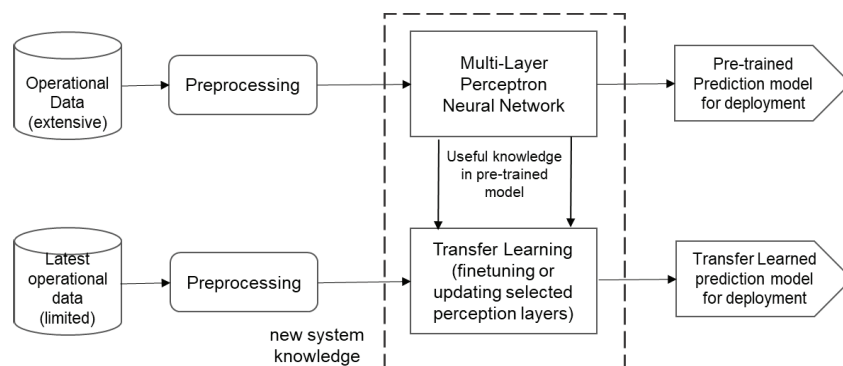 Operational
Data
(extensive)
Preprocessing
Multi-Layer
Perceptron
Neural Network
Pre-trained
Prediction model
for deployment
Useful knowledge
in pre-trained
model
Latest
operational
data
(limited)
Preprocessing
Transfer Learning
(finetuning or
updating selected
perception layers)
Transfer Learned
prediction model
for deployment
new system
knowledge